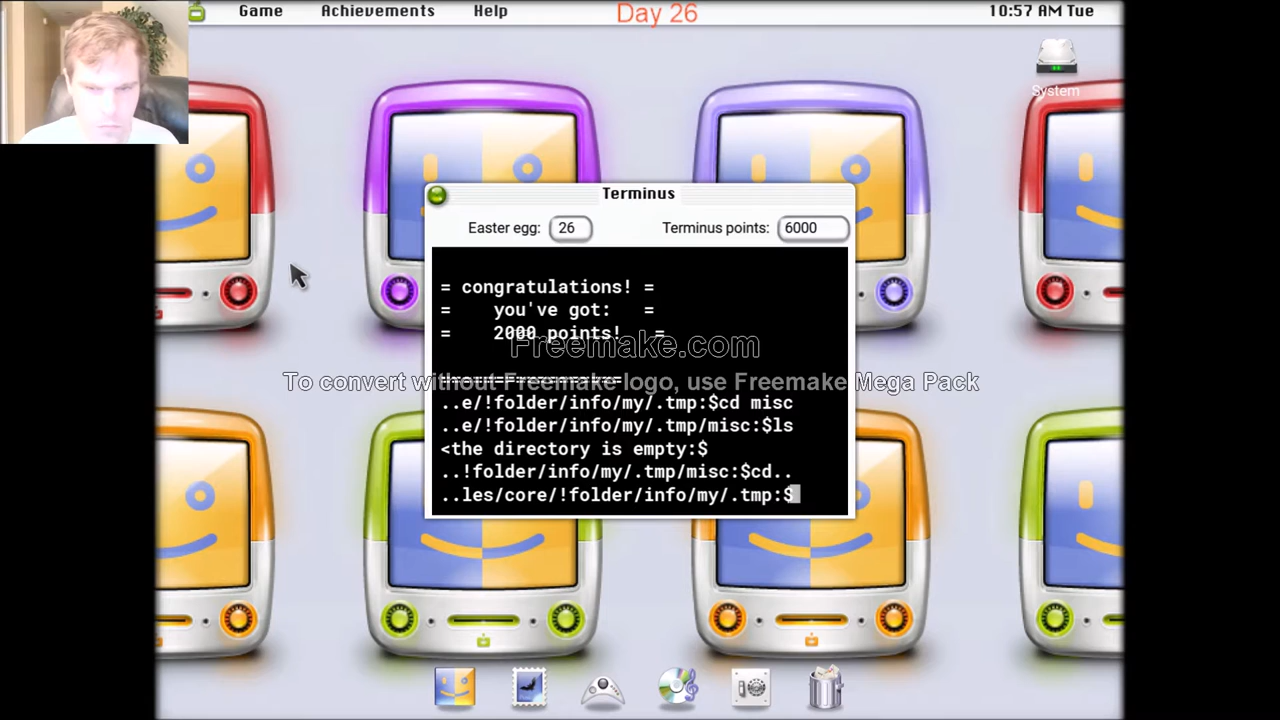 Game Achievements Help Day 26 10:57 AM Tue
System
Terminus
Easter egg: 26 Terminus points: 6000
= congratulations! =
= you've got: =
= 2000 points! =
Freemake.com
To convert without Freemake logo, use Freemake Mega Pack
..e/!folder/info/my/.tmp:$cd misc
..e/!folder/info/my/.tmp/misc:$ls
<the directory is empty:$
..!folder/info/my/.tmp/misc:$cd..
..les/core/!folder/info/my/.tmp:$